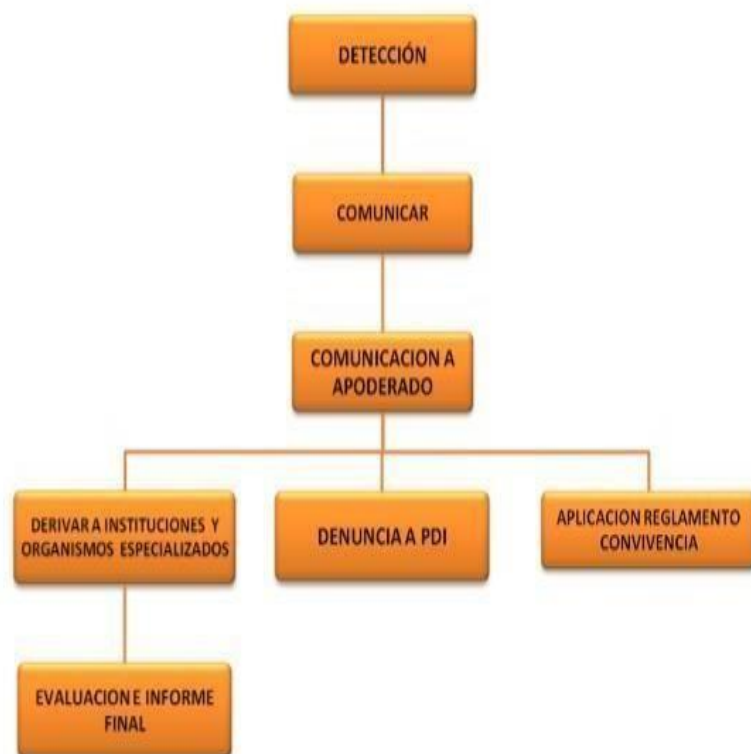 DETECCIÓN
COMUNICAR
COMUNICACION A
APODERADO
DERIVAR A INSTITUCIONES Y
ORGANISMOS ESPECIALIZADOS
DENUNCIA A PDI
APLICACION REGLAMENTO
CONVIVENCIA
EVALUACION E INFORME
FINAL